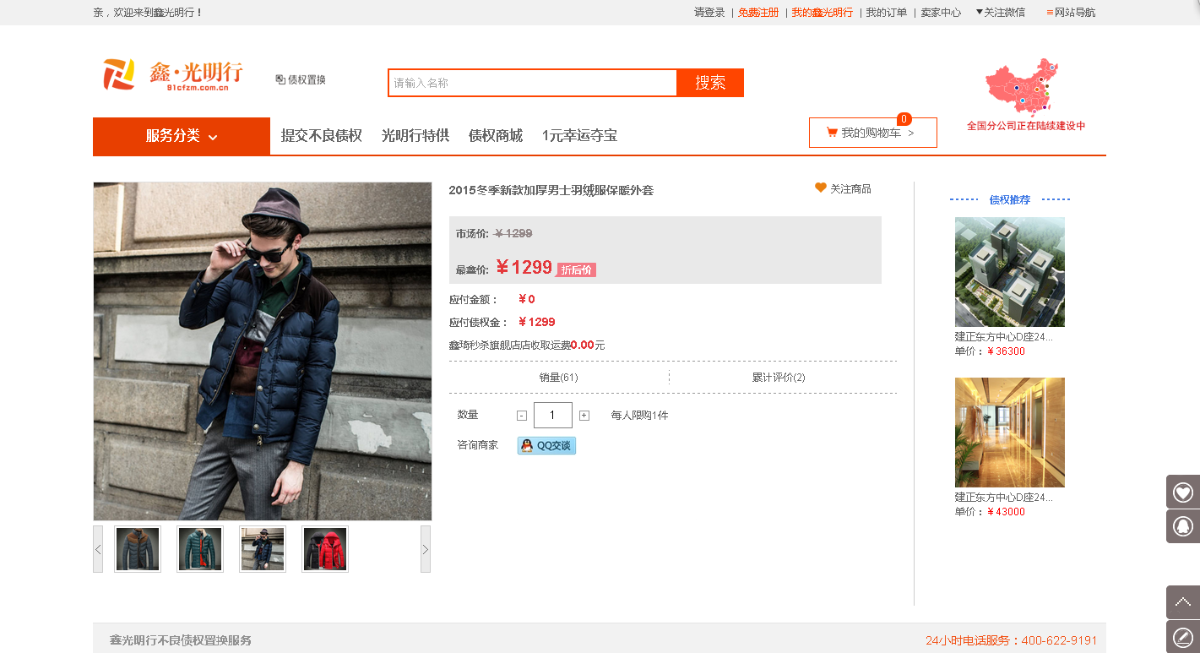 亲，欢迎来到鑫光明行！
请登录 | 免费注册 | 我的鑫光明行 | 我的订单 | 卖家中心 ▼关注微信 ≡网站导航
鑫·光明行
81cfzm.com.cn
债权置换
请输入名称
搜索
全国分公司正在陆续建设中
服务分类
提交不良债权 光明行特供 债权商城 1元幸运夺宝
0
我的购物车 >
2015冬季新款加厚男士羽绒服保暖外套
关注商品
市场价: ¥1299
最鑫价: ¥1299 折后价
应付金额： ¥0
应付债权金： ¥1299
鑫琦秒杀旗舰店店收取运费0.00元
销量(61)
累计评价(2)
数量 - 1 + 每人限购1件
咨询商家 QQ交谈
债权推荐
建正东方中心D座24...
单价：¥36300
建正东方中心D座24...
单价：¥43000
鑫光明行不良债权置换服务
24小时电话服务：400-622-9191